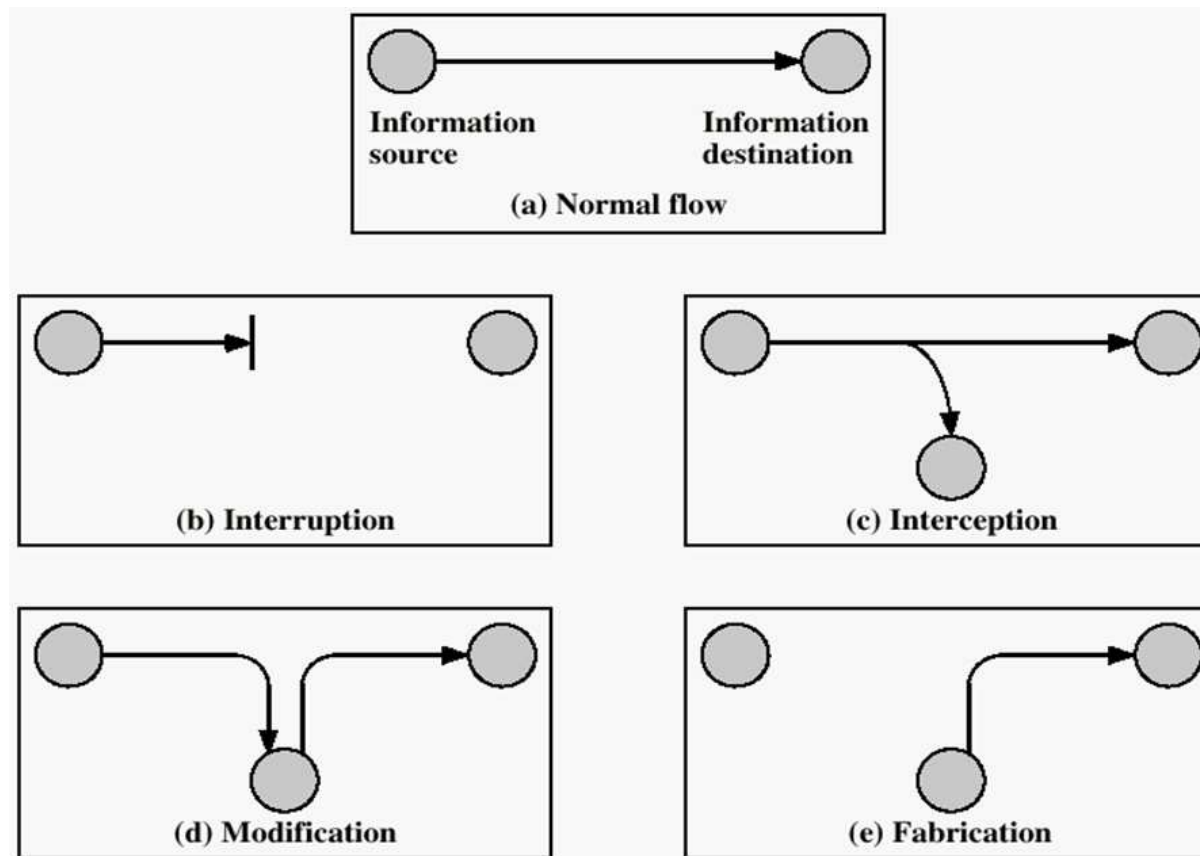 Information
source
Information
destination
(a) Normal flow
(b) Interruption
(c) Interception
(d) Modification
(e) Fabrication